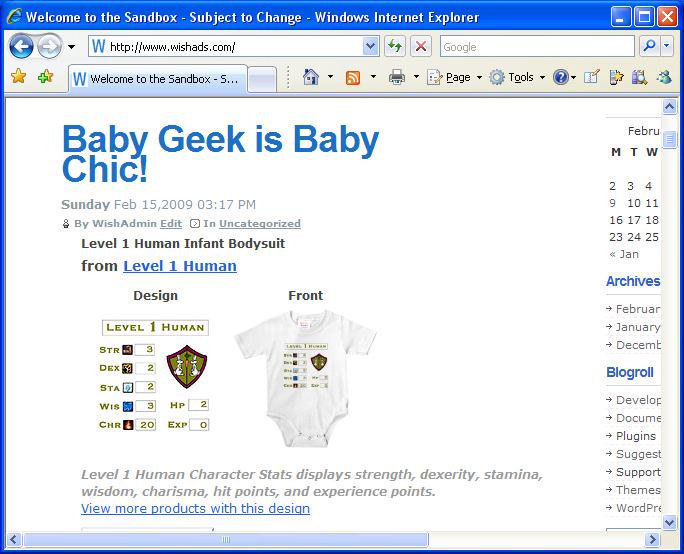 Welcome to the Sandbox - Subject to Change - Windows Internet Explorer
http://www.wishads.com/
Google
Welcome to the Sandbox - S...
Page Tools
Baby Geek is Baby
Chic!
Sunday Feb 15,2009 03:17 PM
By WishAdmin Edit In Uncategorized
Level 1 Human Infant Bodysuit
from Level 1 Human
Design Front
LEVEL 1 HUMAN
STR 3
DEX 2
STA 2
WIS 3 HP 2
CHR 20 EXP 0
LEVEL 1 HUMAN
Level 1 Human Character Stats displays strength, dexerity, stamina,
wisdom, charisma, hit points, and experience points.
View more products with this design
Febru
M T W
2 3 4
9 10 11
16 17 18
23 24 25
« Jan
Archives
Februar
January
Decemb
Blogroll
Develop
Docume
Plugins
Suggest
Support
Themes
WordPre